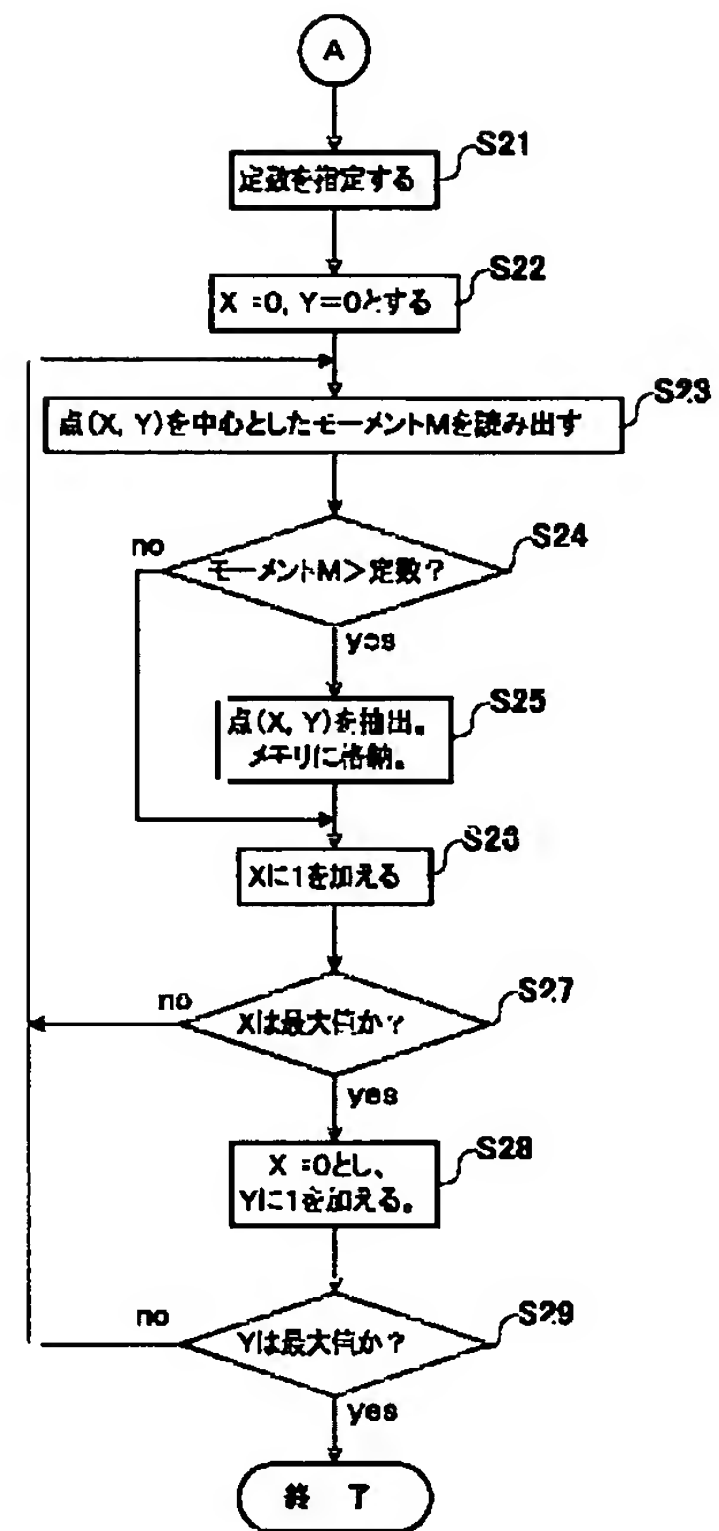 A
S21
定数を指定する
S22
X=0, Y=0とする
S23
点(X, Y)を中心としたモーメントMを読み出す
S24
no
モーメントM>定数?
yes
S25
点(X, Y)を抽出。
メモリに格納。
S26
Xに1を加える
S27
no
Xは最大値か?
yes
S28
X=0とし、
Yに1を加える。
S29
no
Yは最大値か?
yes
終 了